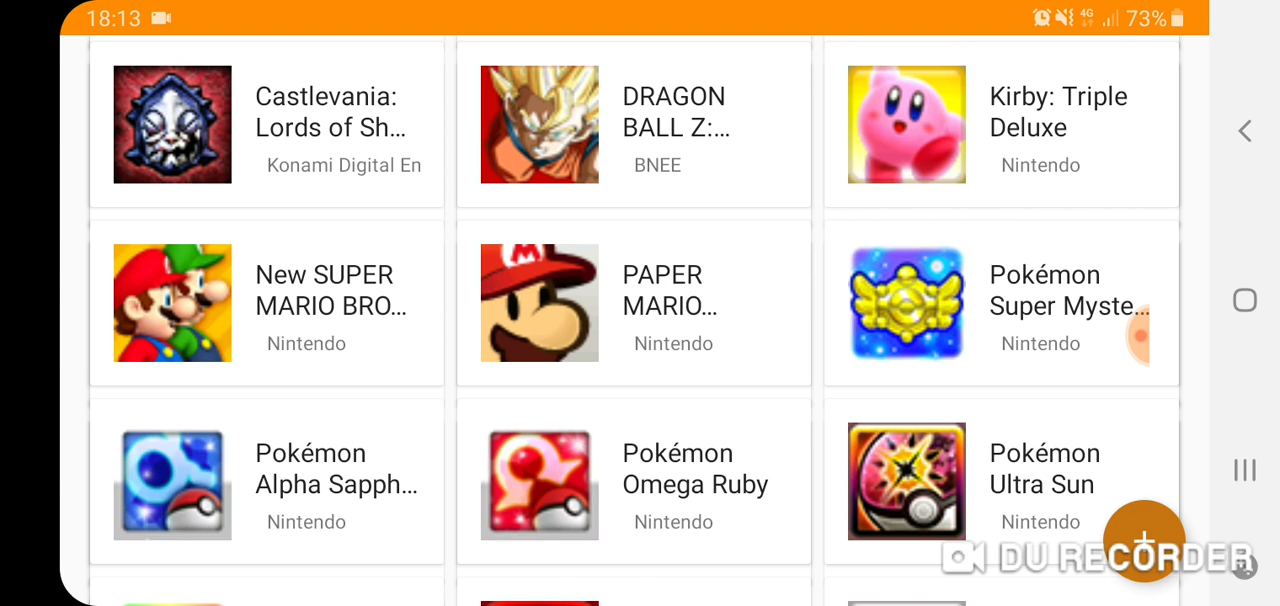 18:13 4G 73%
Castlevania:
Lords of Sh...
Konami Digital En
DRAGON
BALL Z:...
BNEE
Kirby: Triple
Deluxe
Nintendo
New SUPER
MARIO BRO...
Nintendo
PAPER
MARIO...
Nintendo
Pokémon
Super Myste...
Nintendo
Pokémon
Alpha Sapph...
Nintendo
Pokémon
Omega Ruby
Nintendo
Pokémon
Ultra Sun
Nintendo
DU RECORDER